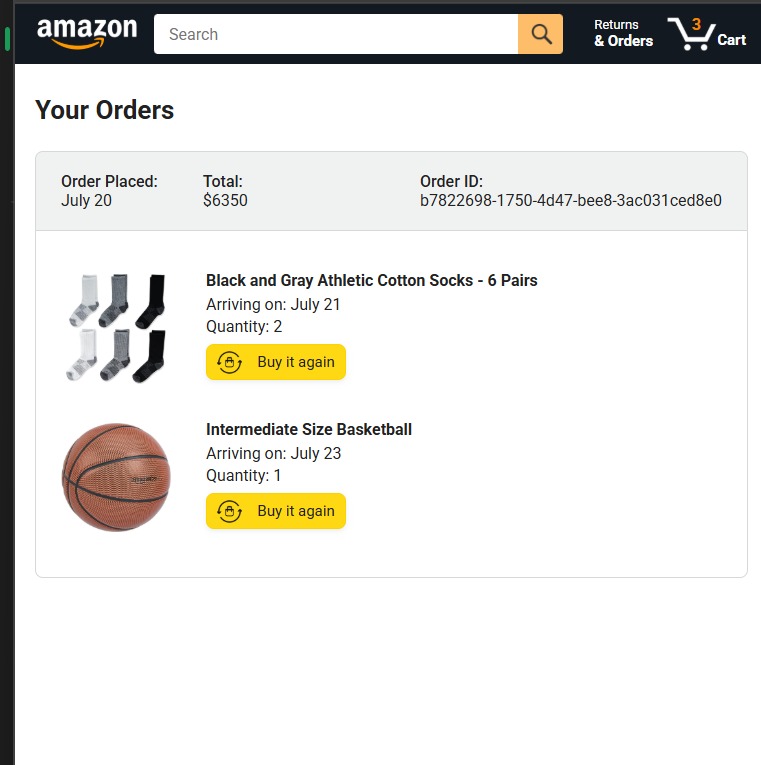 amazon
Search
Returns
& Orders
3
Cart
Your Orders
Order Placed:
July 20
Total:
$6350
Order ID:
b7822698-1750-4d47-bee8-3ac031ced8e0
Black and Gray Athletic Cotton Socks - 6 Pairs
Arriving on: July 21
Quantity: 2
Buy it again
Intermediate Size Basketball
Arriving on: July 23
Quantity: 1
Buy it again